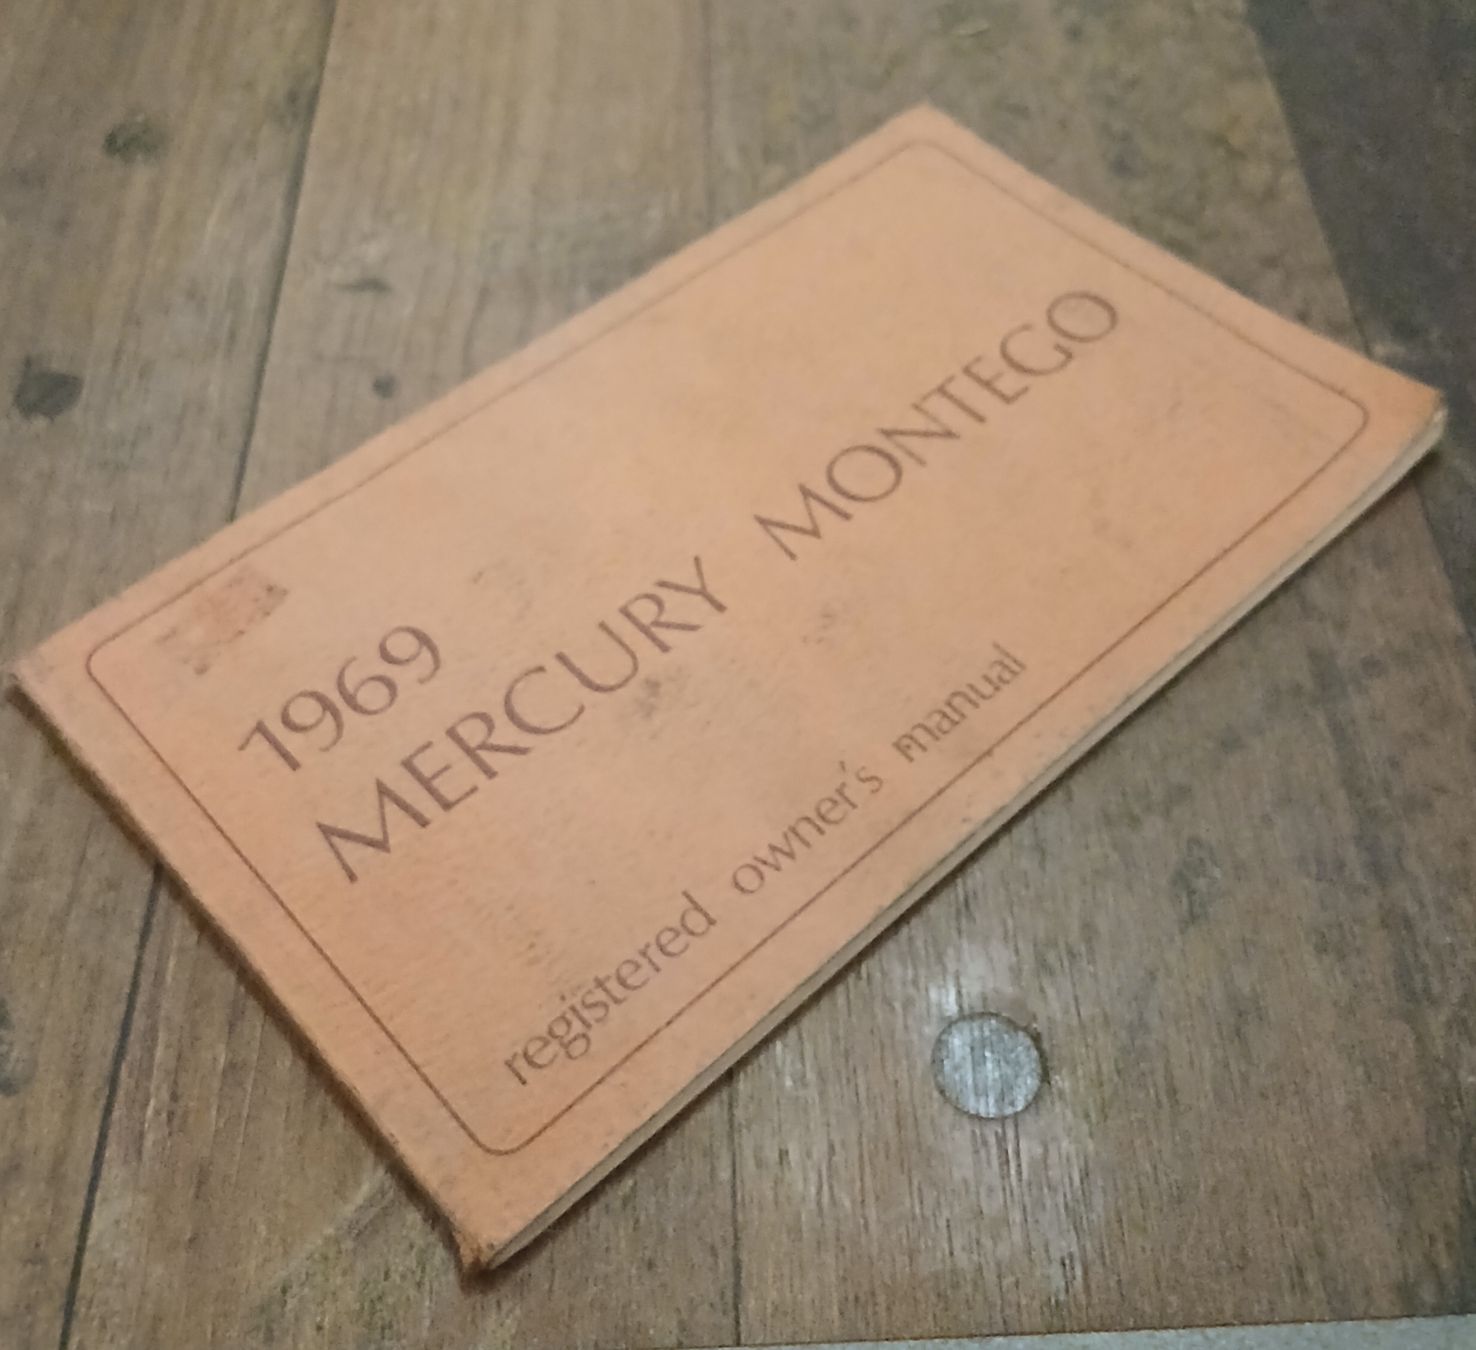 1969
MERCURY MONTEGO
registered owner's manual